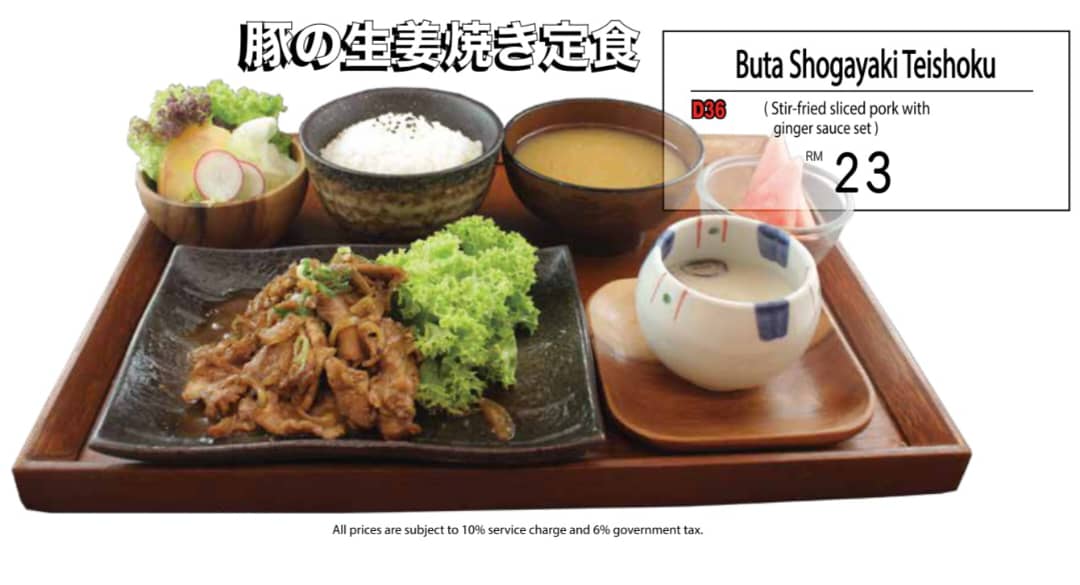 豚の生姜焼き定食
Buta Shogayaki Teishoku
D36
( Stir-fried sliced pork with
ginger sauce set )
RM 23
All prices are subject to 10% service charge and 6% government tax.